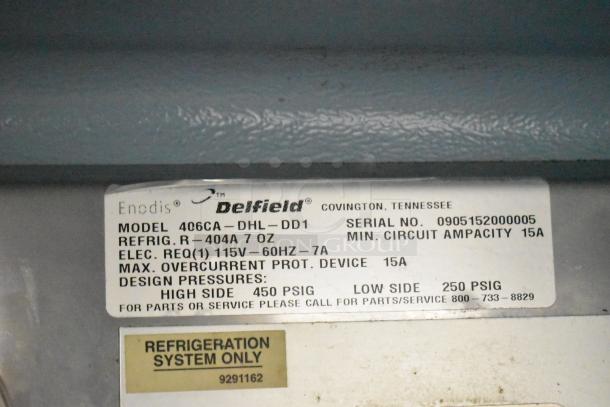 Enodis® ™ Delfield® COVINGTON, TENNESSEE
MODEL 406CA-DHL-DD1 SERIAL NO. 0905152000005
REFRIG. R-404A 7 OZ MIN. CIRCUIT AMPACITY 15A
ELEC. REQ(1) 115V-60HZ-7A
MAX. OVERCURRENT PROT. DEVICE 15A
DESIGN PRESSURES:
HIGH SIDE 450 PSIG LOW SIDE 250 PSIG
FOR PARTS OR SERVICE PLEASE CALL FOR PARTS/SERVICE 800-733-8829
REFRIGERATION
SYSTEM ONLY
9291162